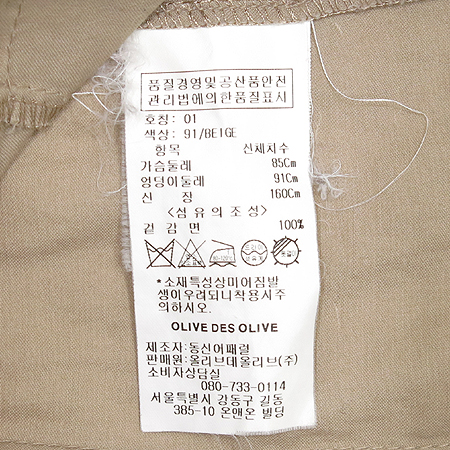 품질경영및공산품안전
관리법에의한품질표시
호칭: 01
색상: 91/BEIGE
항목 신체치수
가슴둘레 85Cm
엉덩이둘레 91Cm
신 장 160Cm
<섬유의조성>
겉감면 100%
*소재특성상미어짐발
생이우려되니착용시주
의하시오.
OLIVE DES OLIVE
제조자:동신어패럴
판매원:올리브데올리브(주)
소비자상담실
080-733-0114
서울특별시 강동구 길동
385-10 온앤온 빌딩